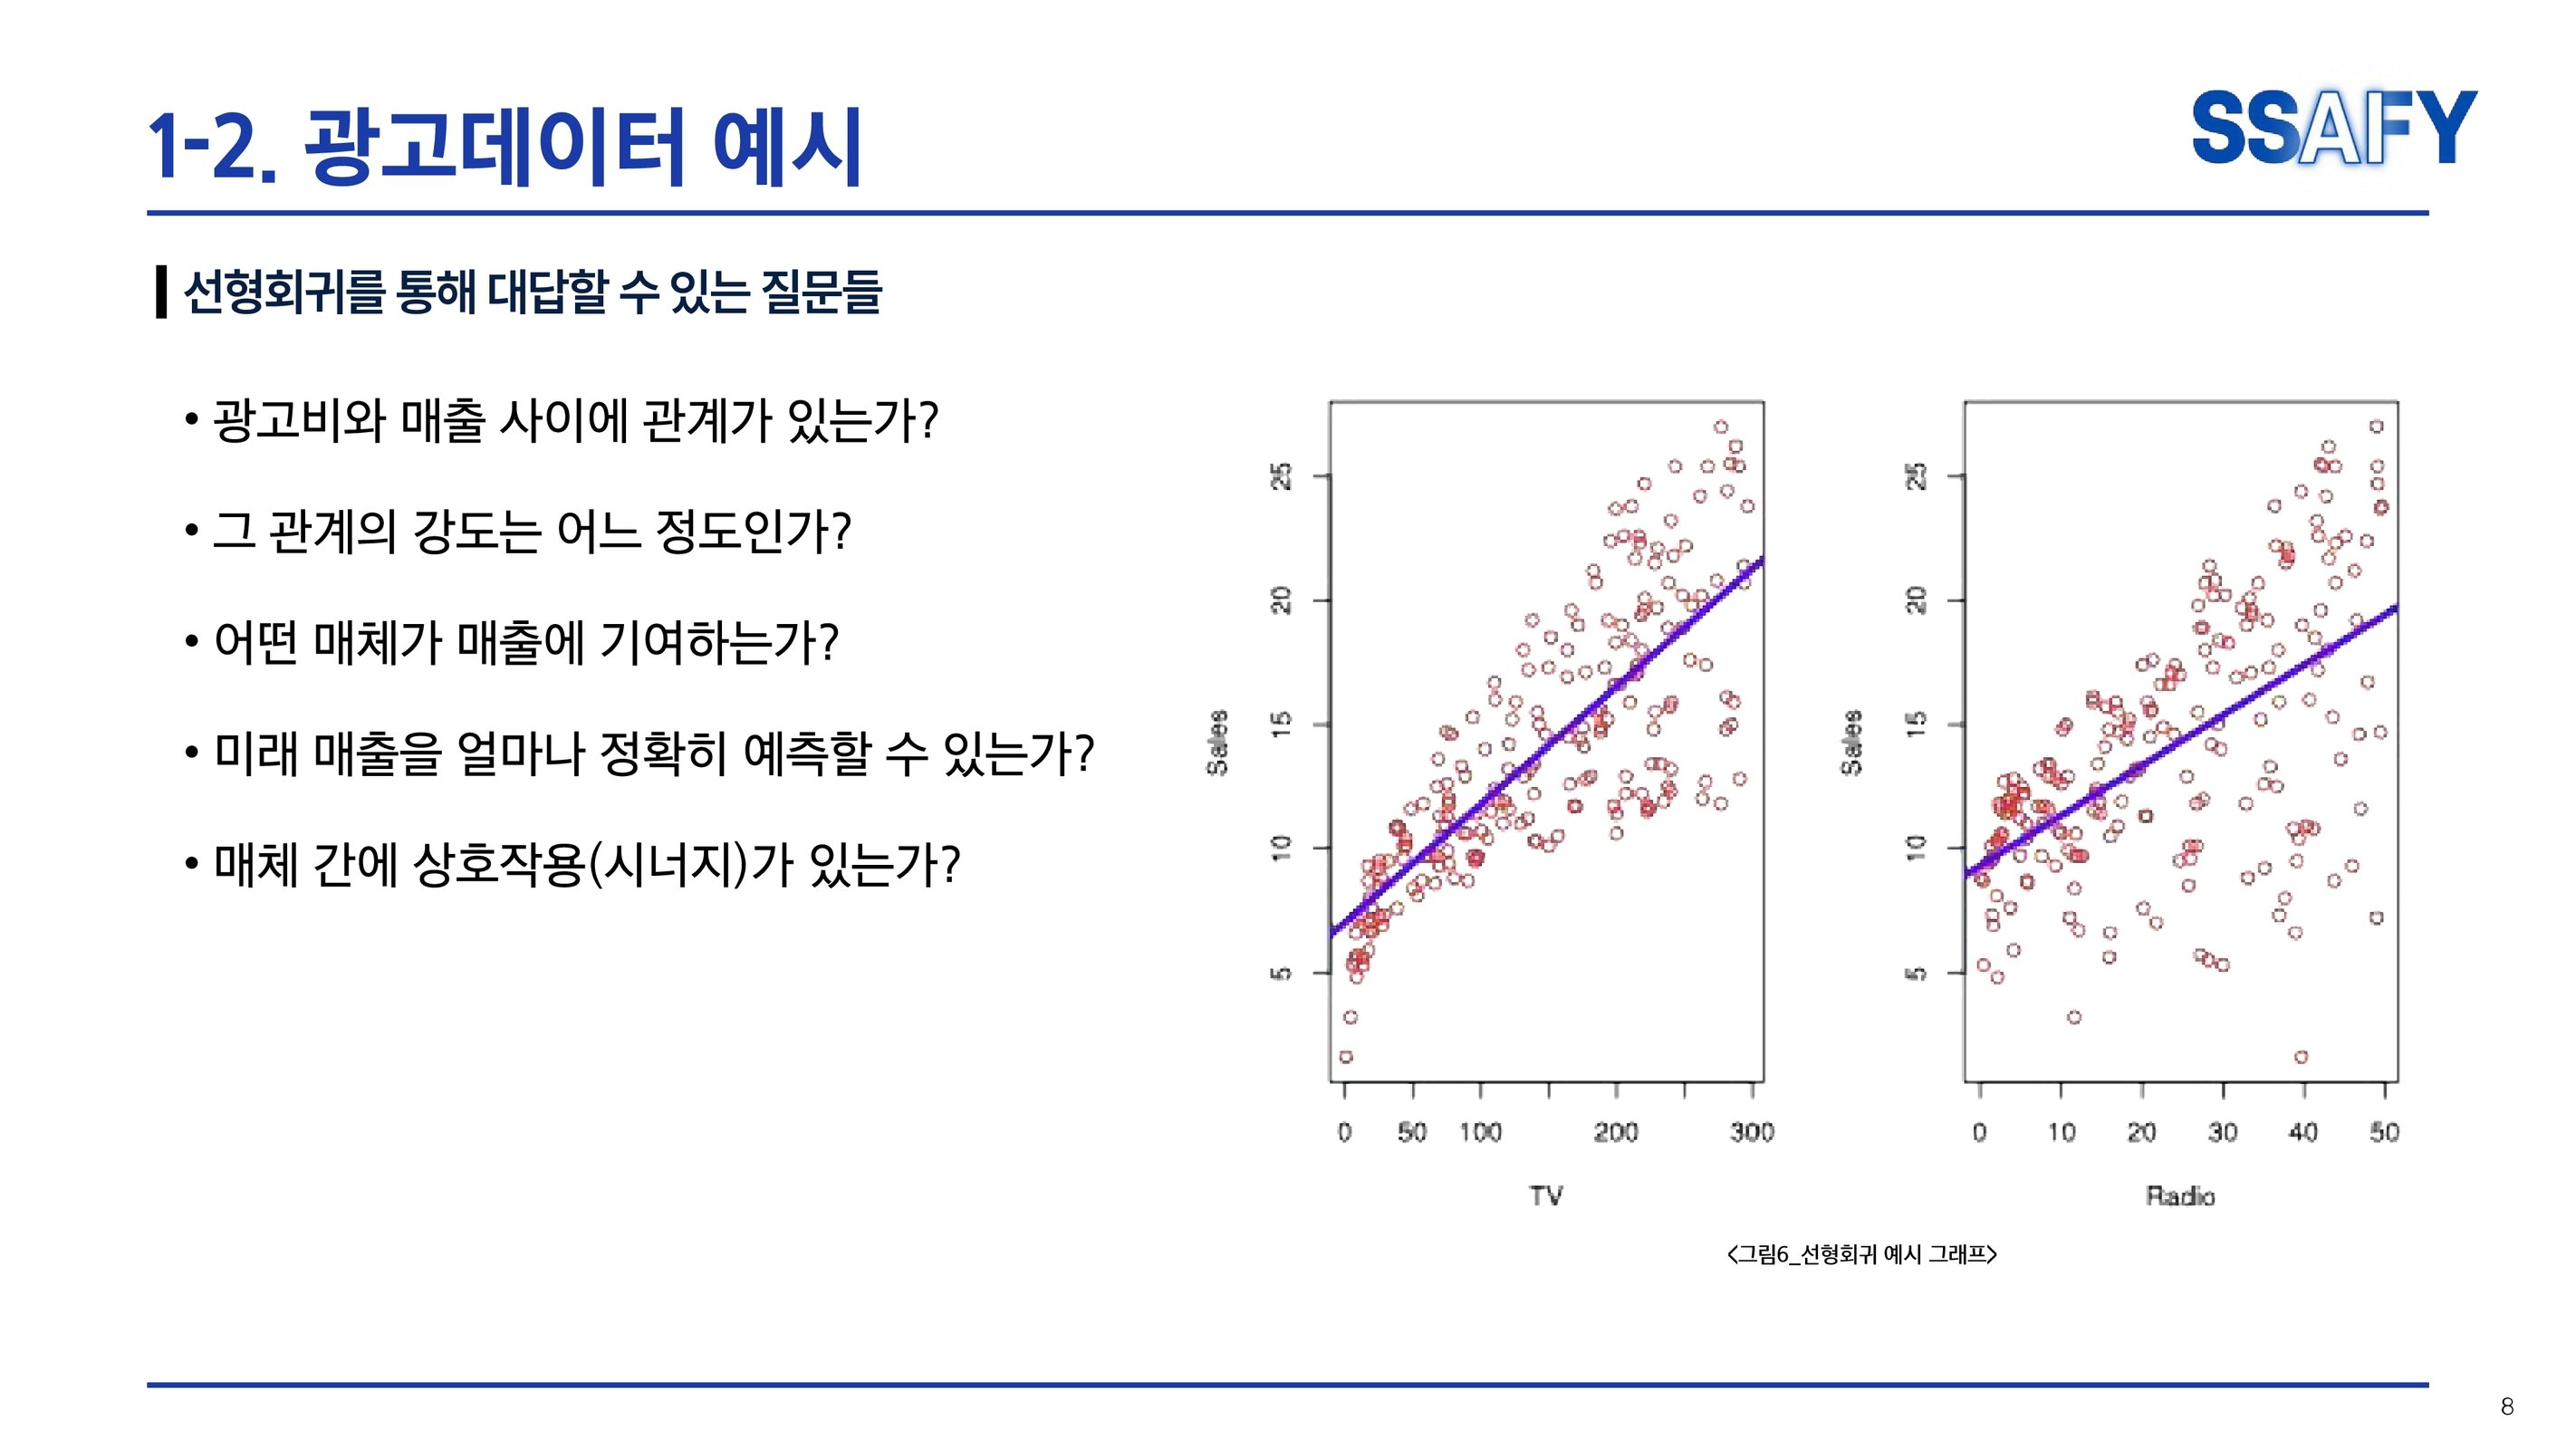 1-2. 광고데이터 예시
SSAFY
선형회귀를 통해 대답할 수 있는 질문들
• 광고비와 매출 사이에 관계가 있는가?
• 그 관계의 강도는 어느 정도인가?
• 어떤 매체가 매출에 기여하는가?
• 미래 매출을 얼마나 정확히 예측할 수 있는가?
• 매체 간에 상호작용(시너지)가 있는가?
Sales
25
20
15
10
5
0 50 100 200 300
TV
Sales
25
20
15
10
5
0 10 20 30 40 50
Radio
<그림6_선형회귀 예시 그래프>
8